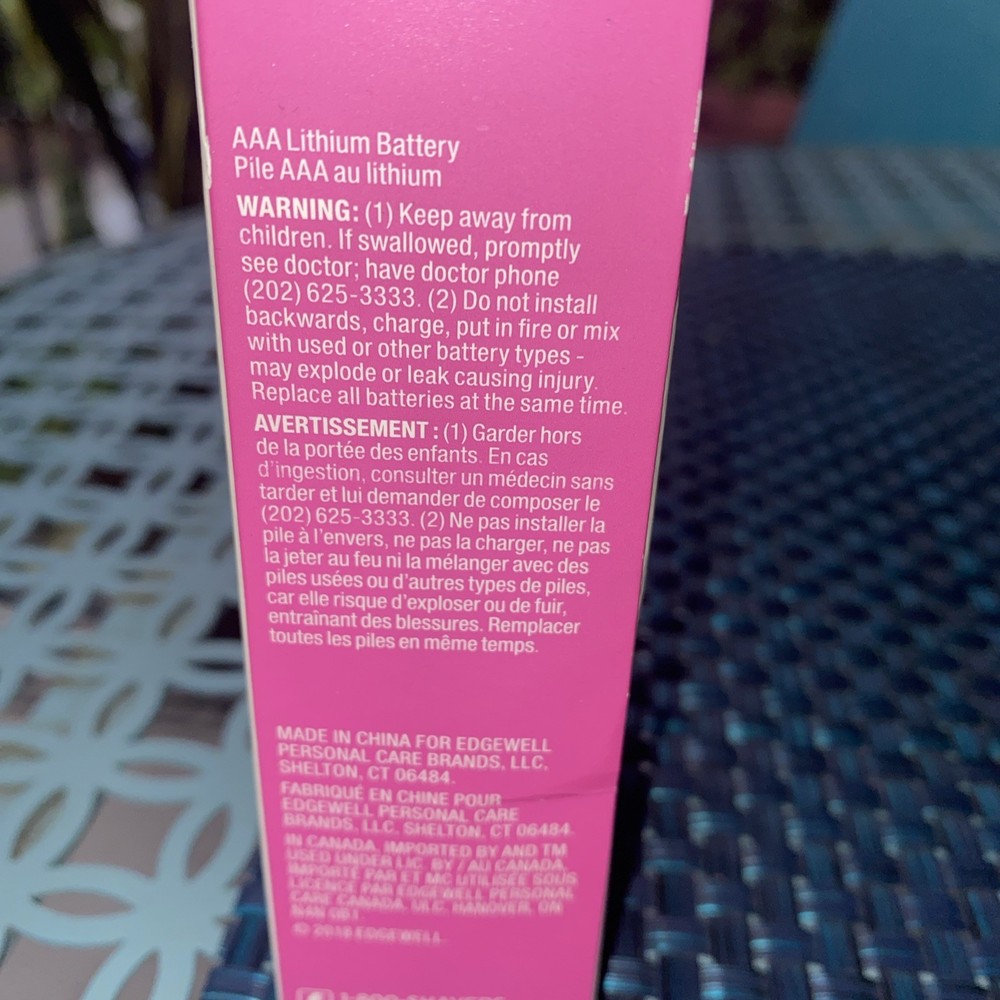 AAA Lithium Battery
Pile AAA au lithium
WARNING: (1) Keep away from
children. If swallowed, promptly
see doctor; have doctor phone
(202) 625-3333. (2) Do not install
backwards, charge, put in fire or mix
with used or other battery types -
may explode or leak causing injury.
Replace all batteries at the same time.
AVERTISSEMENT : (1) Garder hors
de la portée des enfants. En cas
d'ingestion, consulter un médecin sans
tarder et lui demander de composer le
(202) 625-3333. (2) Ne pas installer la
pile à l'envers, ne pas la charger, ne pas
la jeter au feu ni la mélanger avec des
piles usées ou d'autres types de piles,
car elle risque d'exploser ou de fuir,
entraînant des blessures. Remplacer
toutes les piles en même temps.
MADE IN CHINA FOR EDGEWELL
PERSONAL CARE BRANDS, LLC,
SHELTON, CT 06484.
FABRIQUÉ EN CHINE POUR
EDGEWELL PERSONAL CARE
BRANDS, LLC, SHELTON, CT 06484.
IN CANADA, IMPORTED BY AND TM
USED UNDER LIC. BY / AU CANADA,
IMPORTÉ PAR ET MC UTILISÉE SOUS
LICENCE PAR EDGEWELL PERSONAL
CARE CANADA, ULC, HANOVER, ON
EDGEWELL